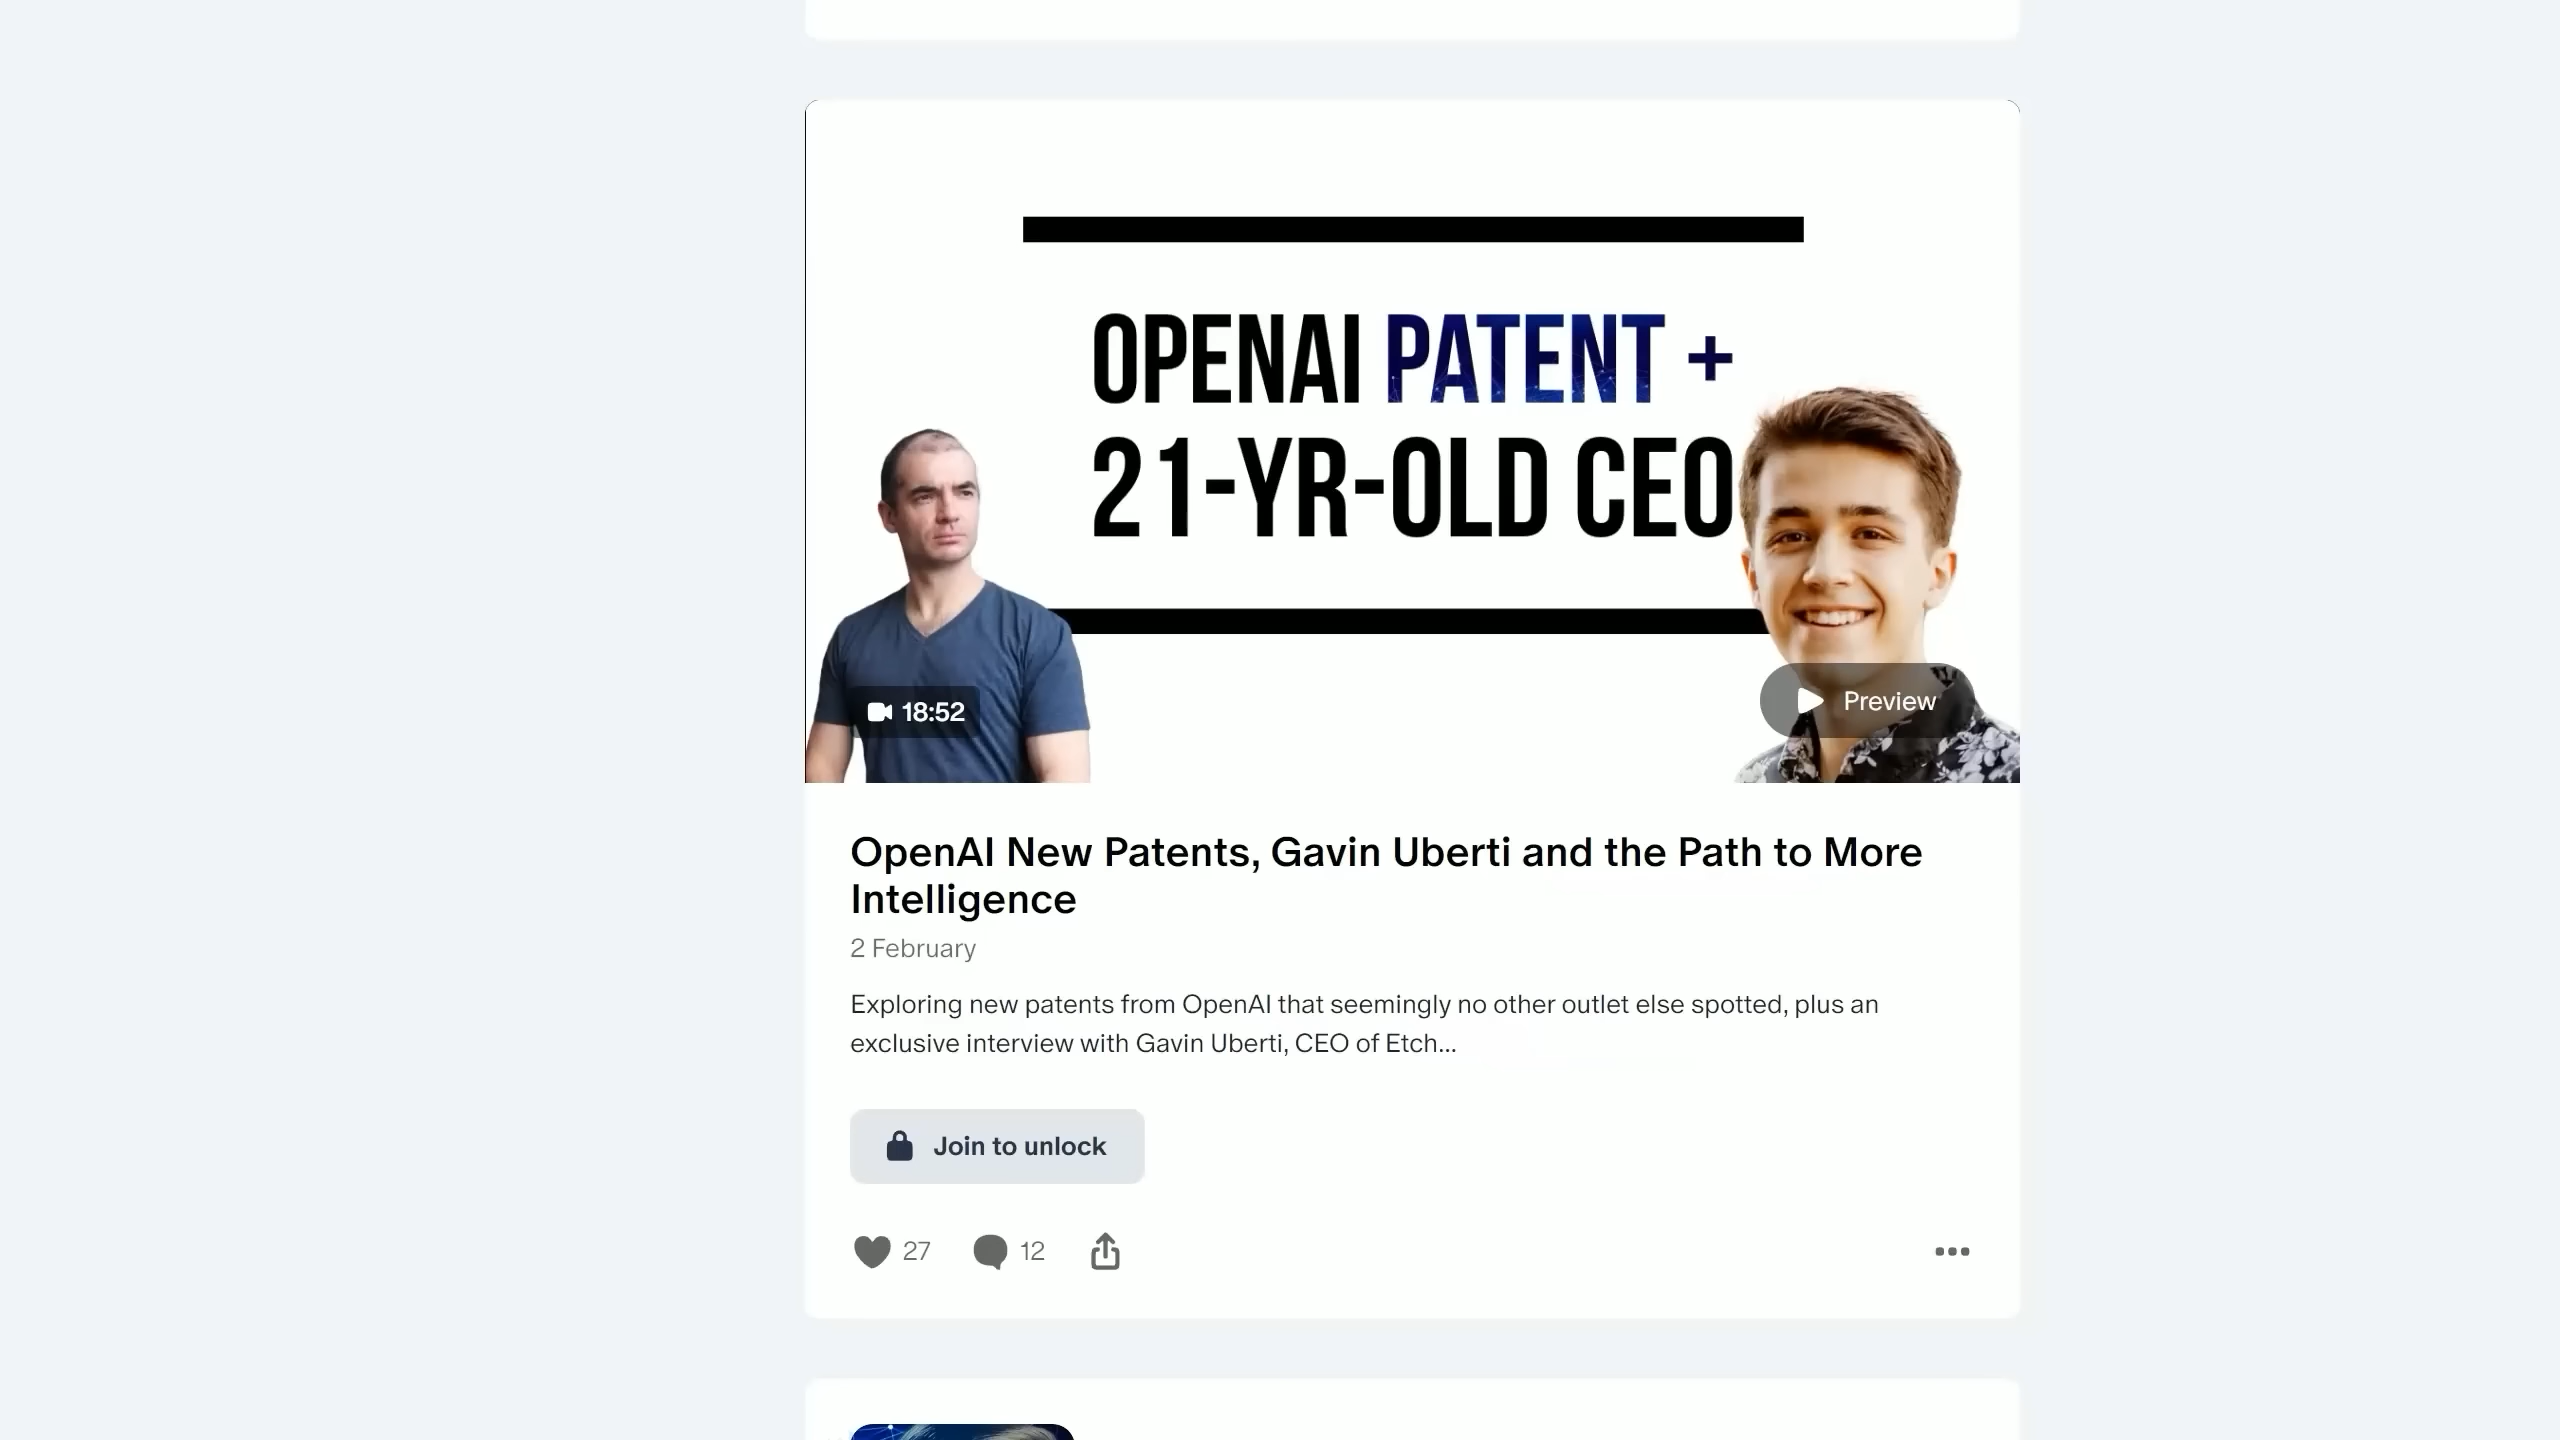 OPENAI PATENT +
21-YR-OLD CEO
18:52
Preview
OpenAI New Patents, Gavin Uberti and the Path to More
Intelligence
2 February
Exploring new patents from OpenAI that seemingly no other outlet else spotted, plus an
exclusive interview with Gavin Uberti, CEO of Etch...
Join to unlock
27 12